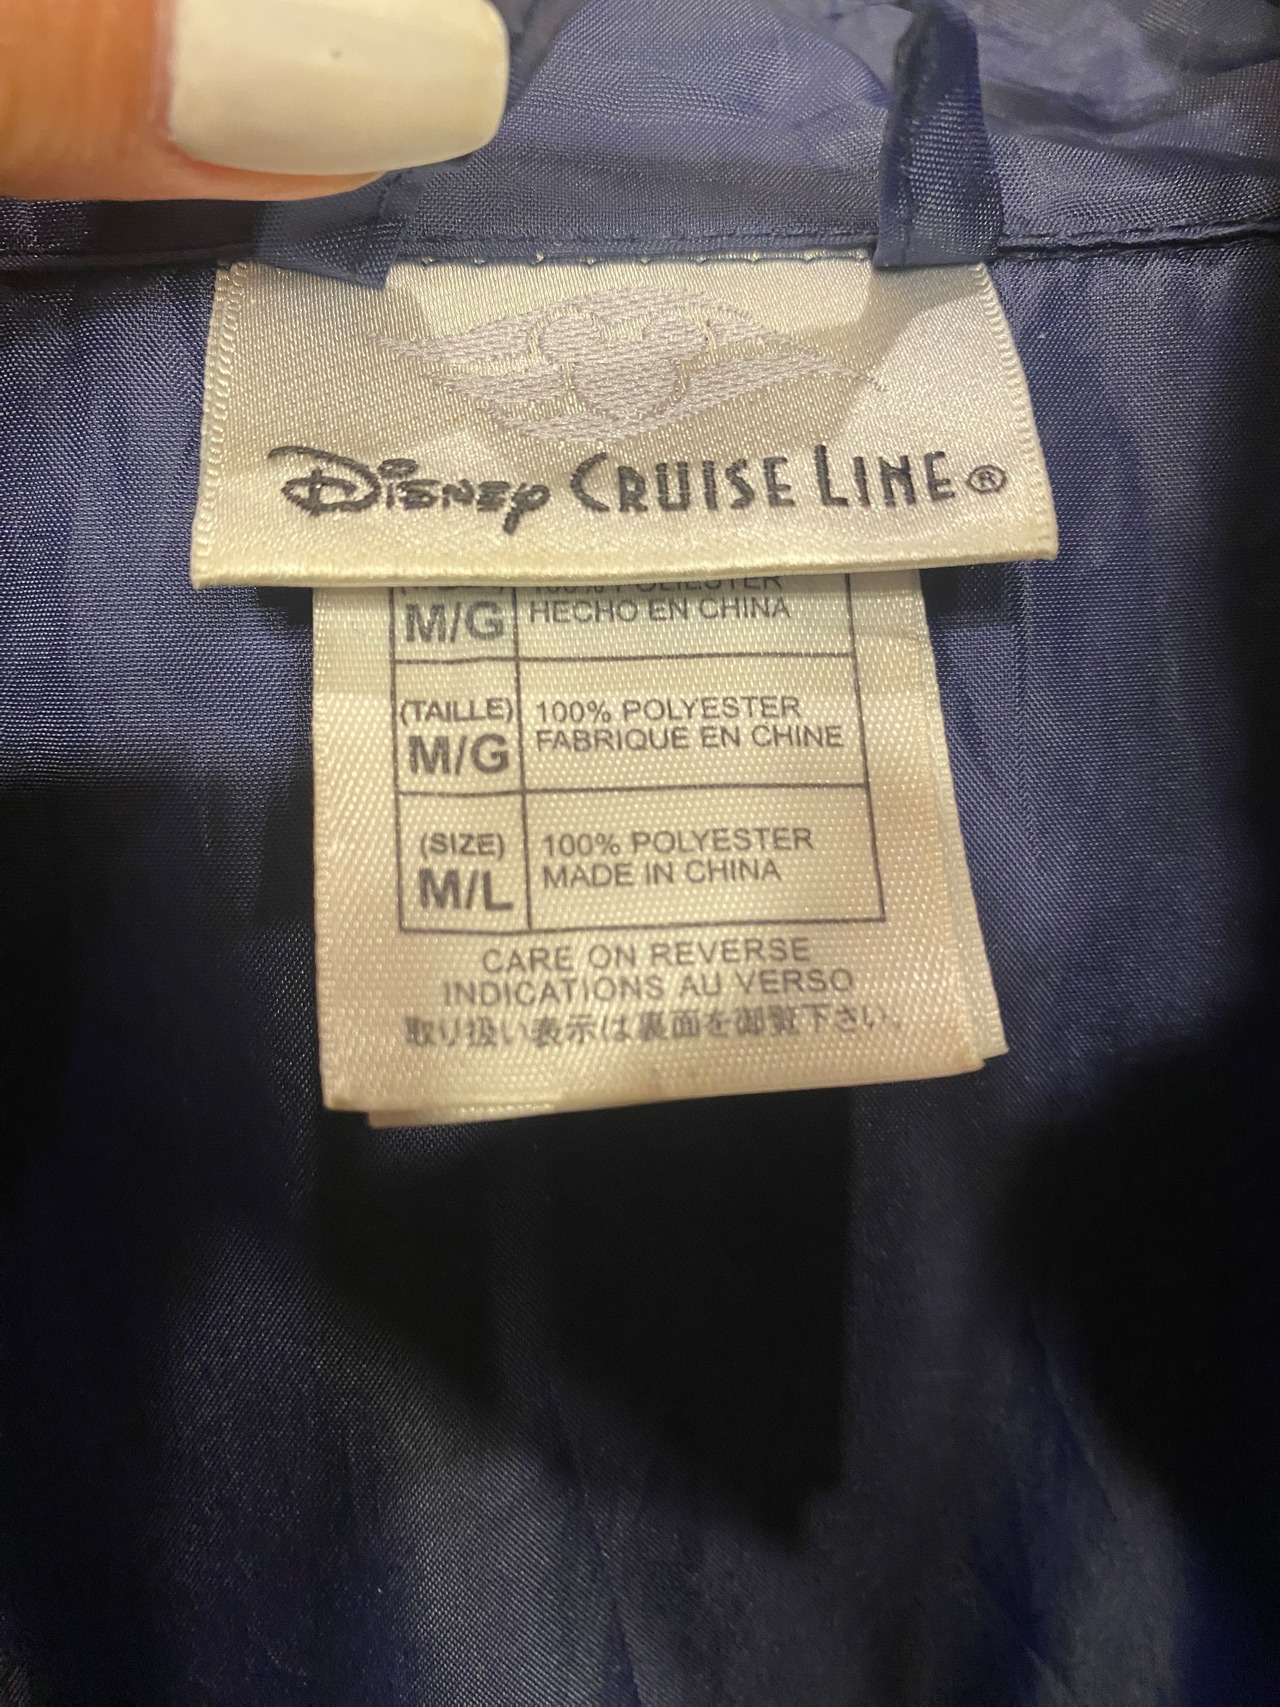 Disney Cruise Line®
100% POLIESTER
M/G
HECHO EN CHINA
(TAILLE)
M/G
100% POLYESTER
FABRIQUE EN CHINE
(SIZE)
M/L
100% POLYESTER
MADE IN CHINA
CARE ON REVERSE
INDICATIONS AU VERSO
取り扱い表示は裏面を御覧下さい。